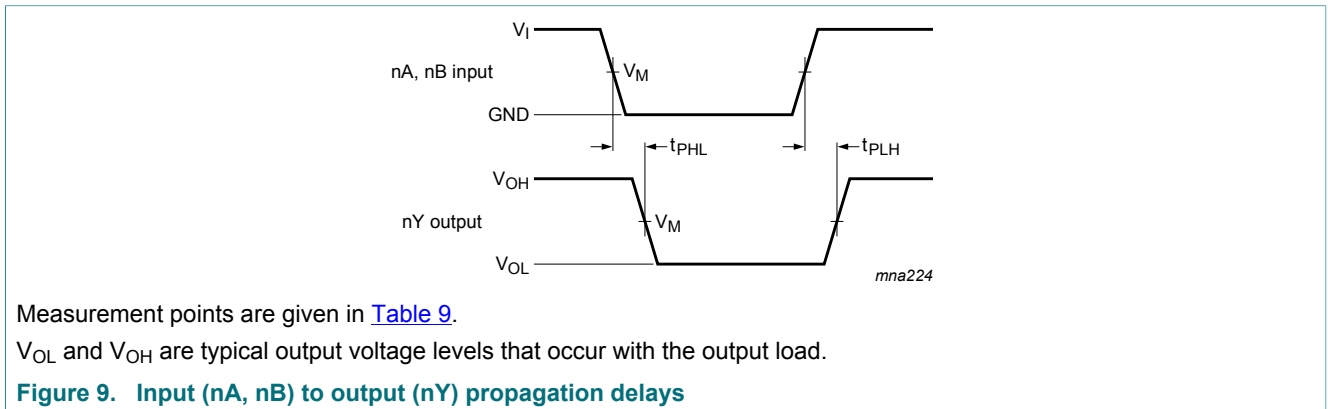 VI
nA, nB input
VM
GND
tPHL
tPLH
VOH
nY output
VM
VOL
mna224
Measurement points are given in Table 9.
VOL and VOH are typical output voltage levels that occur with the output load.
Figure 9. Input (nA, nB) to output (nY) propagation delays